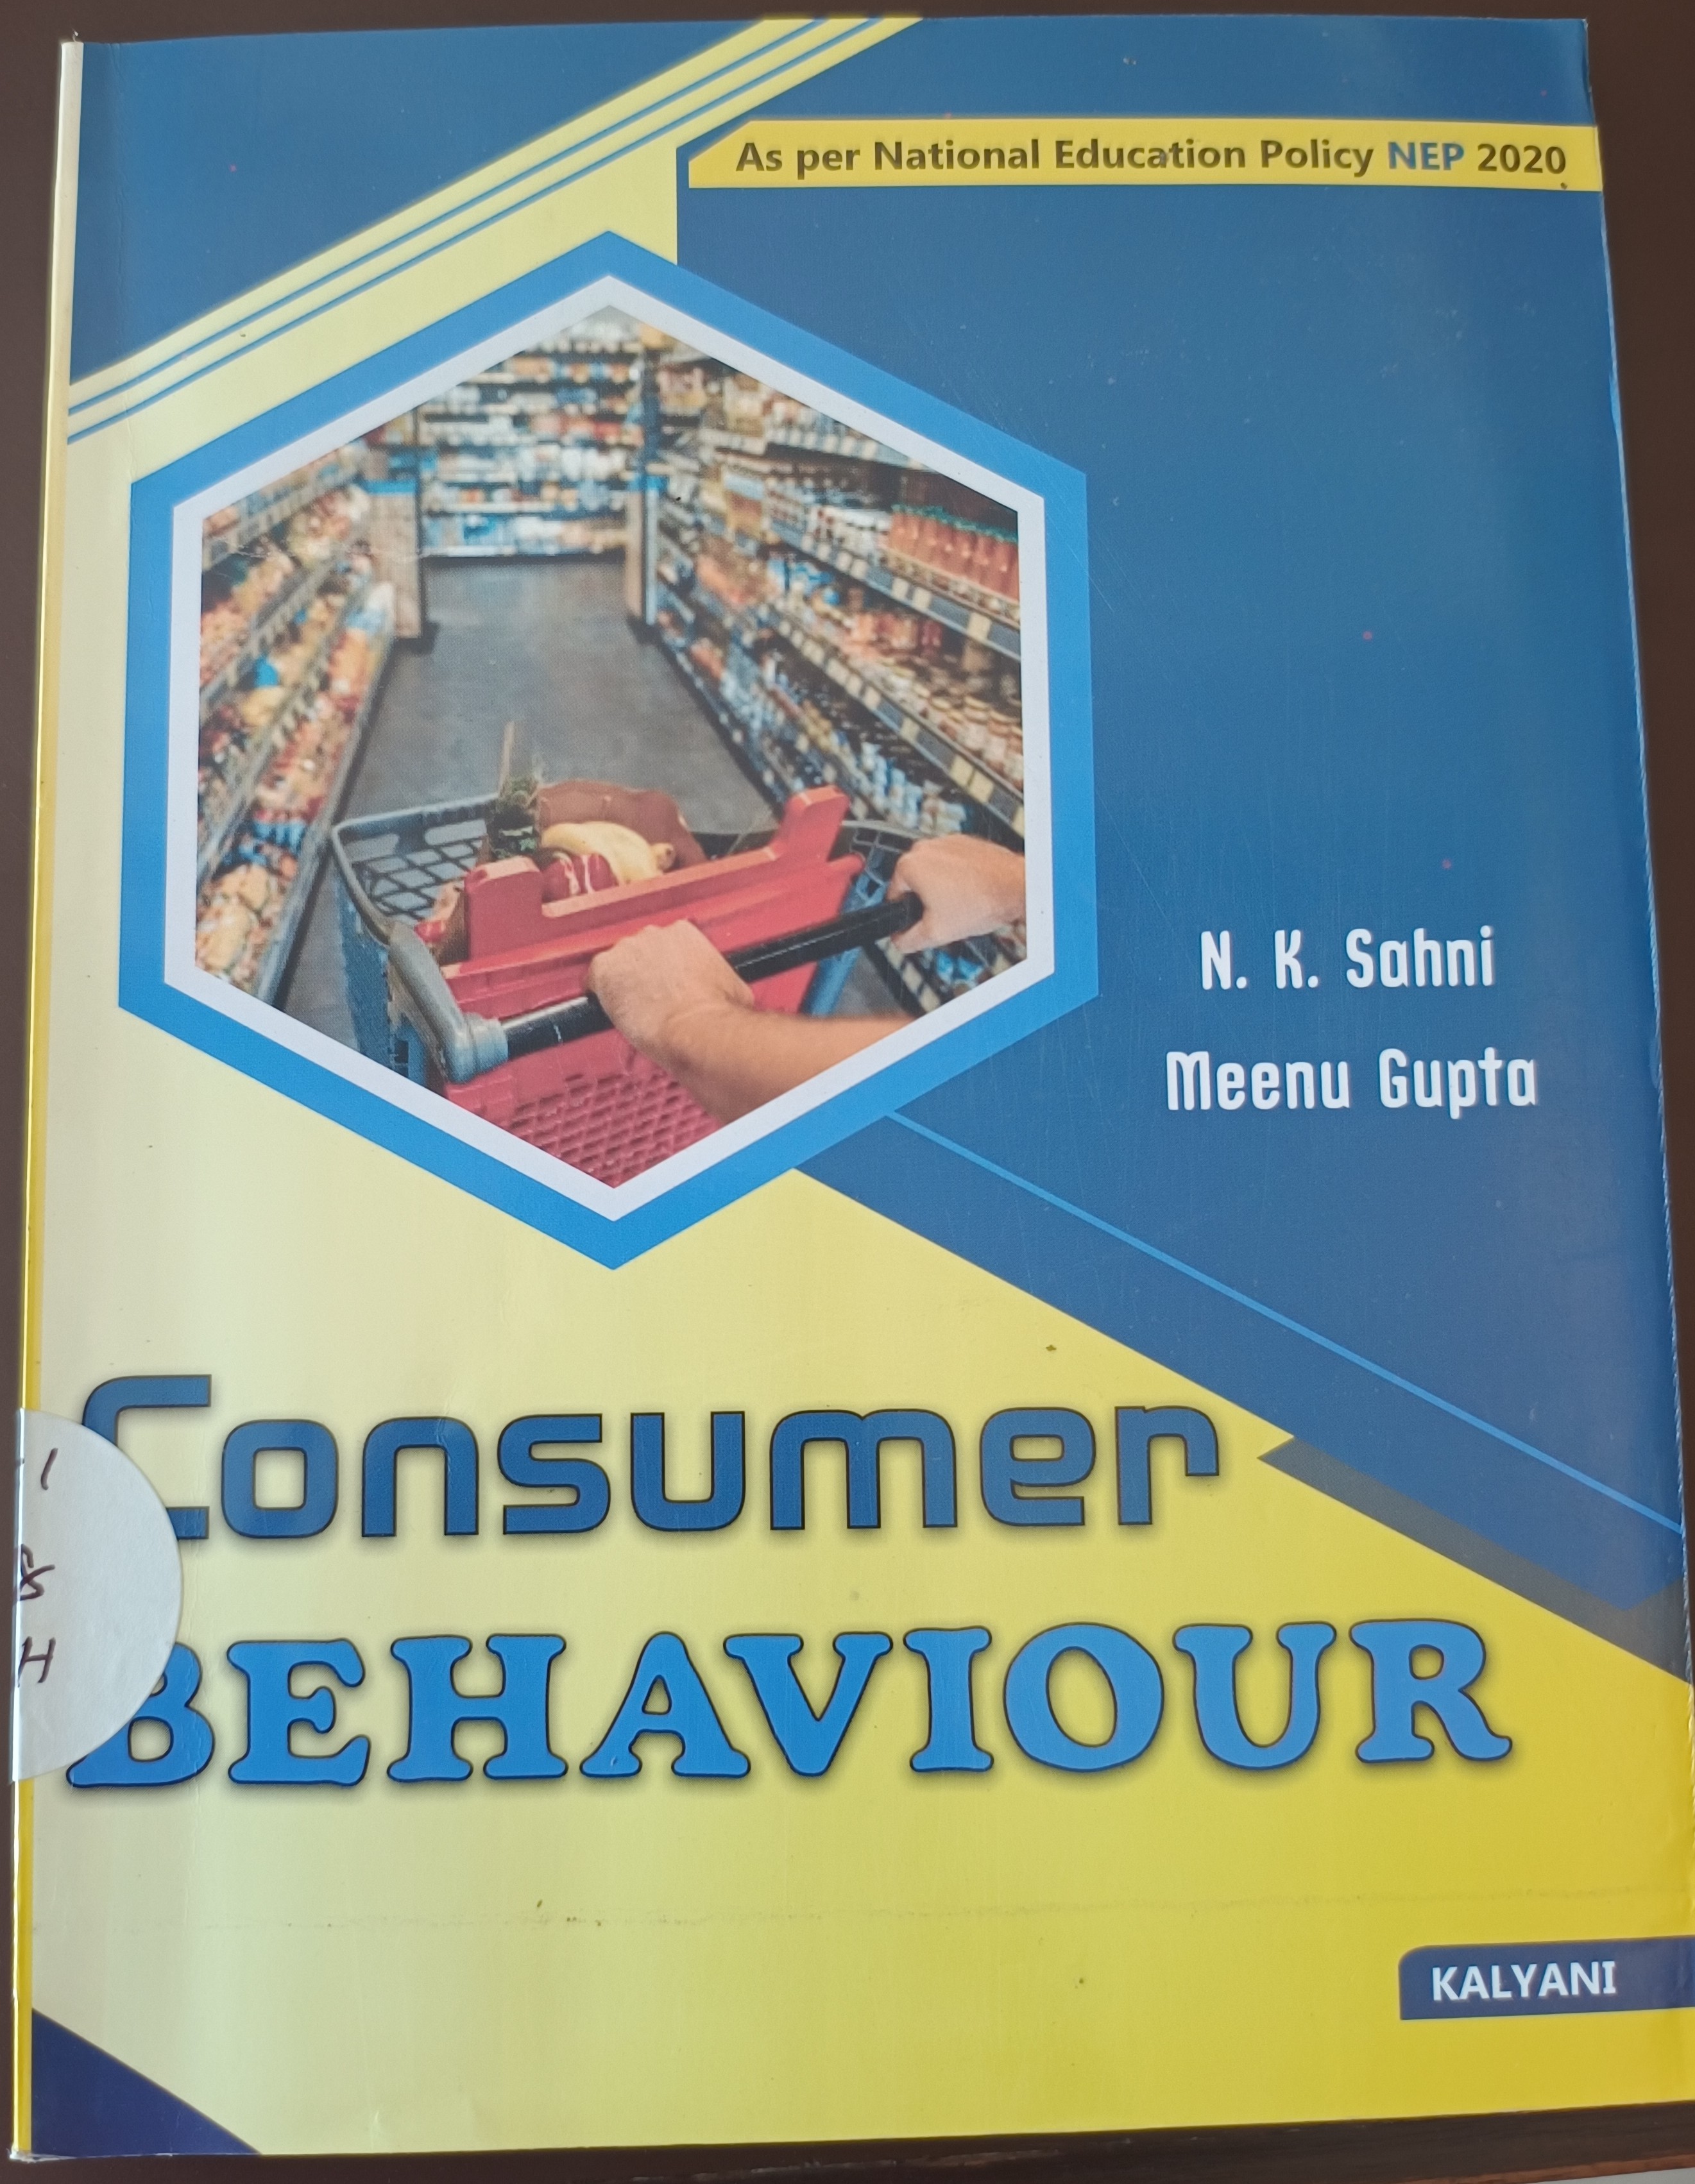 As per National Education Policy NEP 2020
N. K. Sahni
Meenu Gupta
Consumer
BEHAVIOUR
KALYANI